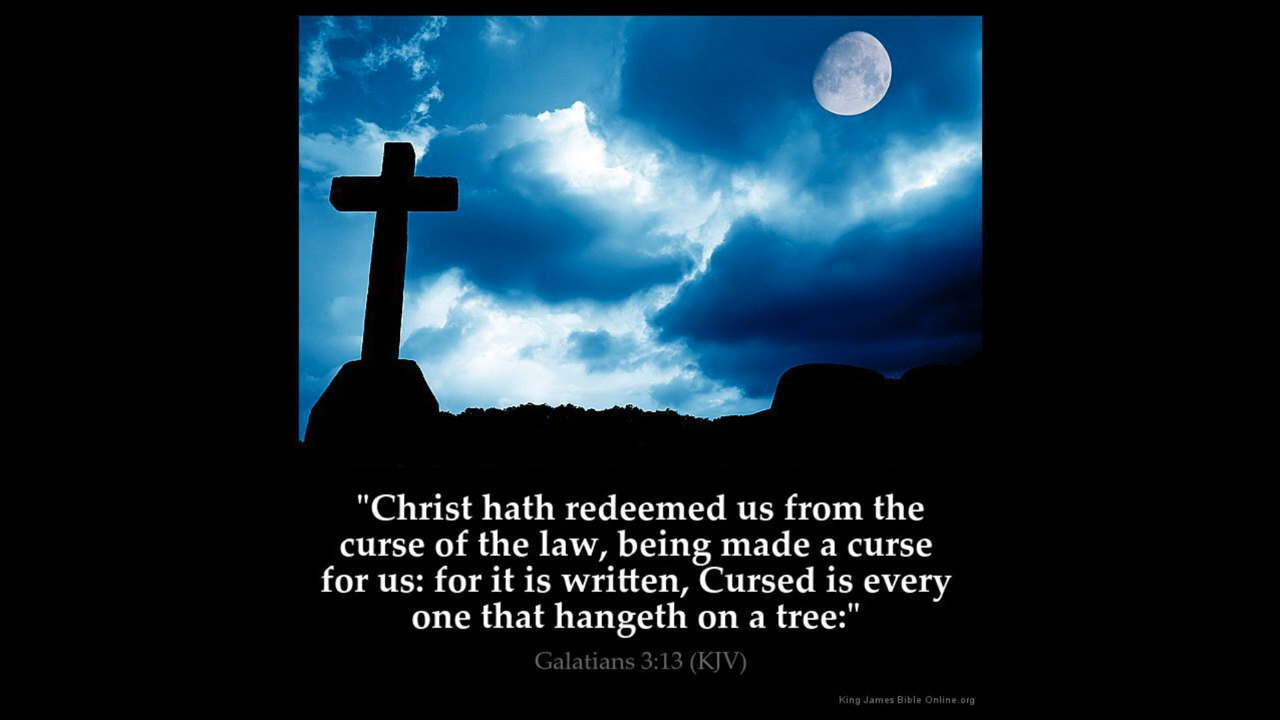 "Christ hath redeemed us from the
curse of the law, being made a curse
for us: for it is written, Cursed is every
one that hangeth on a tree:"
Galatians 3:13 (KJV)
King James Bible Online.org